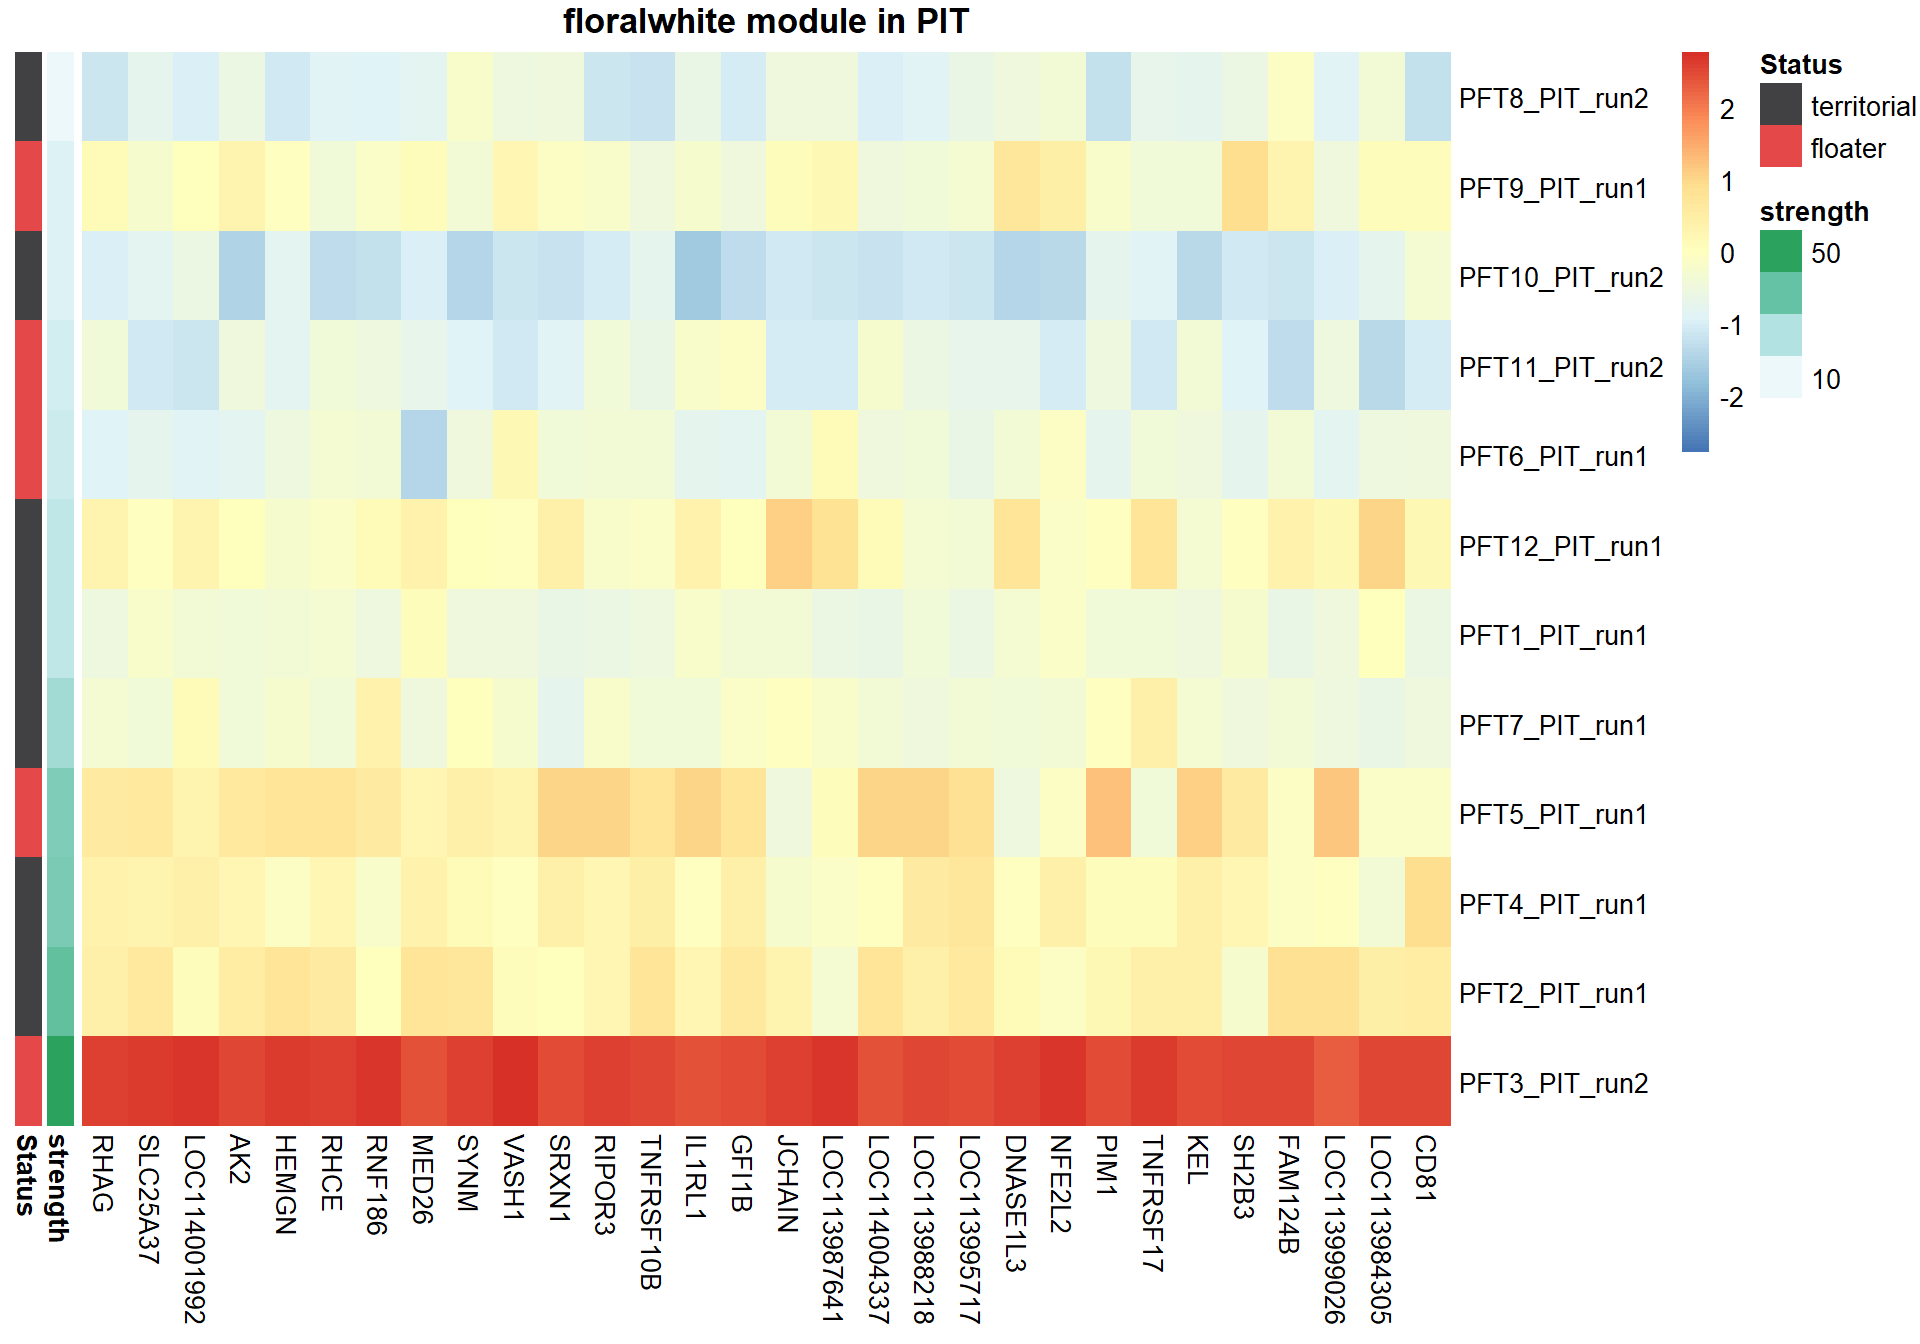 floralwhite module in PIT
PFT8_PIT_run2
PFT9_PIT_run1
PFT10_PIT_run2
PFT11_PIT_run2
PFT6_PIT_run1
PFT12_PIT_run1
PFT1_PIT_run1
PFT7_PIT_run1
PFT5_PIT_run1
PFT4_PIT_run1
PFT2_PIT_run1
PFT3_PIT_run2
2
1
0
-1
-2
Status
territorial
floater
strength
50
10
Status
strength
RHAG
SLC25A37
LOC114001992
AK2
HEMGN
RHCE
RNF186
MED26
SYNM
VASH1
SRXN1
RIPOR3
TNFRSF10B
IL1RL1
GFI1B
JCHAIN
LOC113987641
LOC114004337
LOC113988218
LOC113995717
DNASE1L3
NFE2L2
PIM1
TNFRSF17
KEL
SH2B3
FAM124B
LOC113999026
LOC113984305
CD81